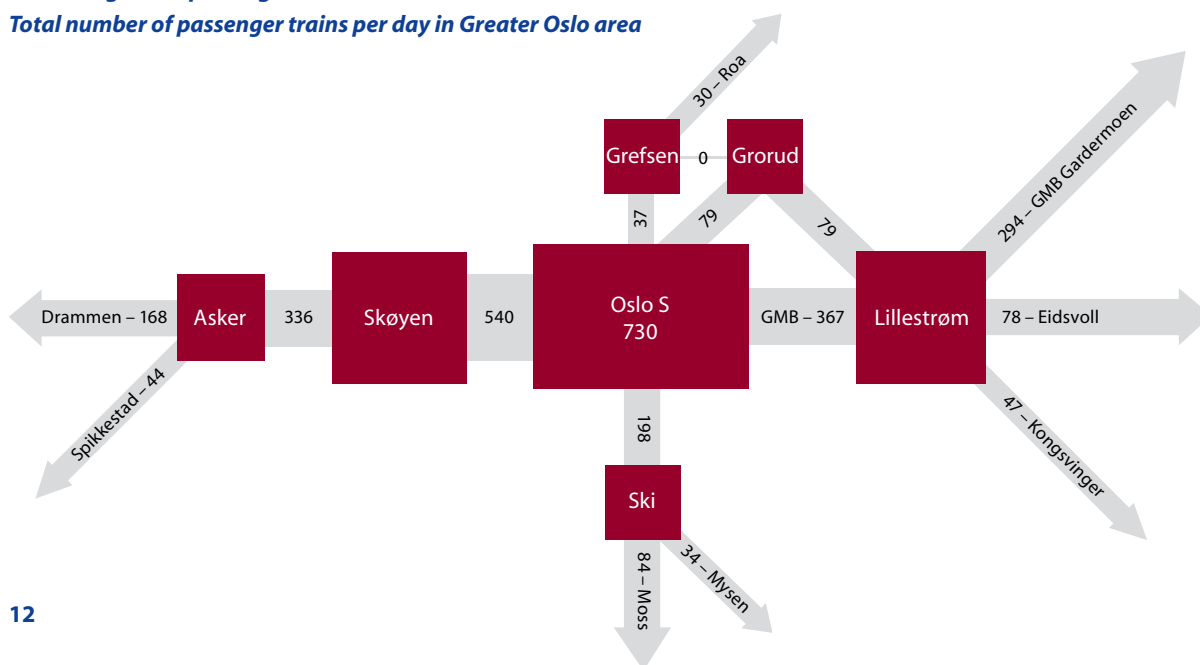 Total number of passenger trains per day in Greater Oslo area
30 – Roa
Grefsen
0
Grorud
294 – GMB Gardermoen
37
79
79
Drammen – 168
Asker
336
Skøyen
540
Oslo S
730
GMB – 367
Lillestrøm
78 – Eidsvoll
Spikkestad – 44
198
47 – Kongsvinger
Ski
84 – Moss
34 – Mysen
12